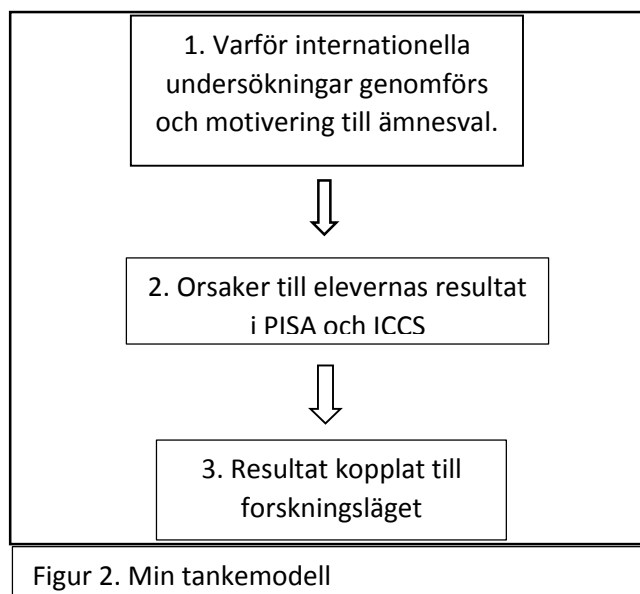 1. Varför internationella
undersökningar genomförs
och motivering till ämnesval.
2. Orsaker till elevernas resultat
i PISA och ICCS
3. Resultat kopplat till
forskningsläget
Figur 2. Min tankemodell